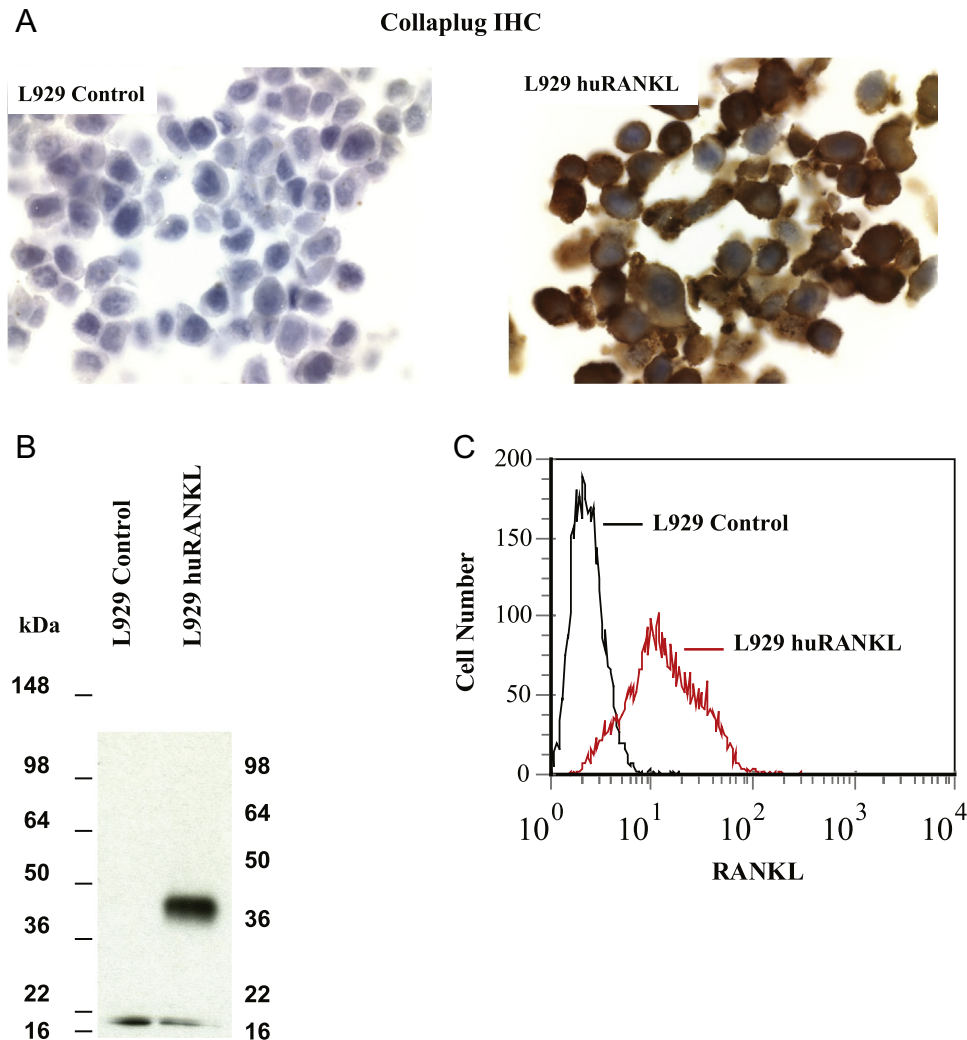 A
Collaplug IHC
L929 Control
L929 huRANKL
B
L929 Control
L929 huRANKL
kDa
148
98
64
50
36
22
16
98
64
50
36
22
16
C
200
150
100
50
0
Cell Number
L929 Control
L929 huRANKL
10^0 10^1 10^2 10^3 10^4
RANKL